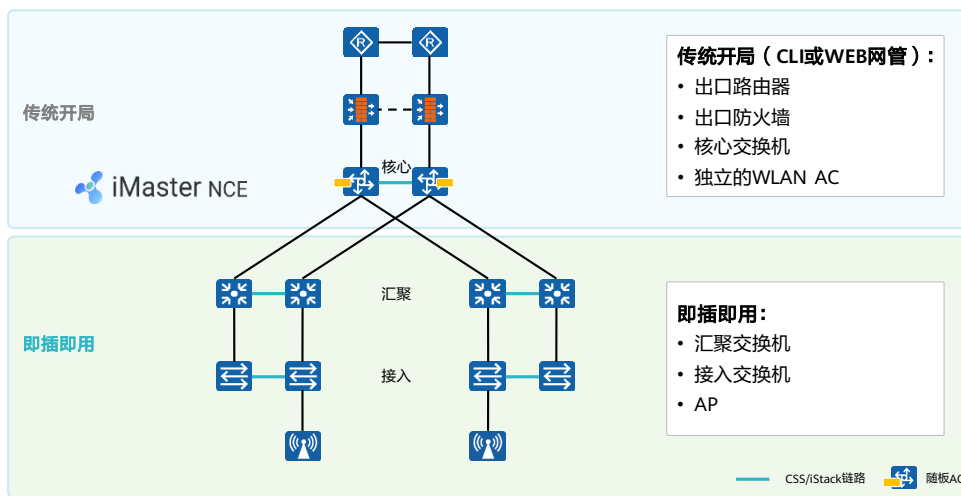 传统开局
iMaster NCE
核心
传统开局（CLI或WEB网管）:
• 出口路由器
• 出口防火墙
• 核心交换机
• 独立的WLAN AC
R
R
即插即用
汇聚
接入
即插即用:
• 汇聚交换机
• 接入交换机
• AP
CSS/iStack链路
随板AC